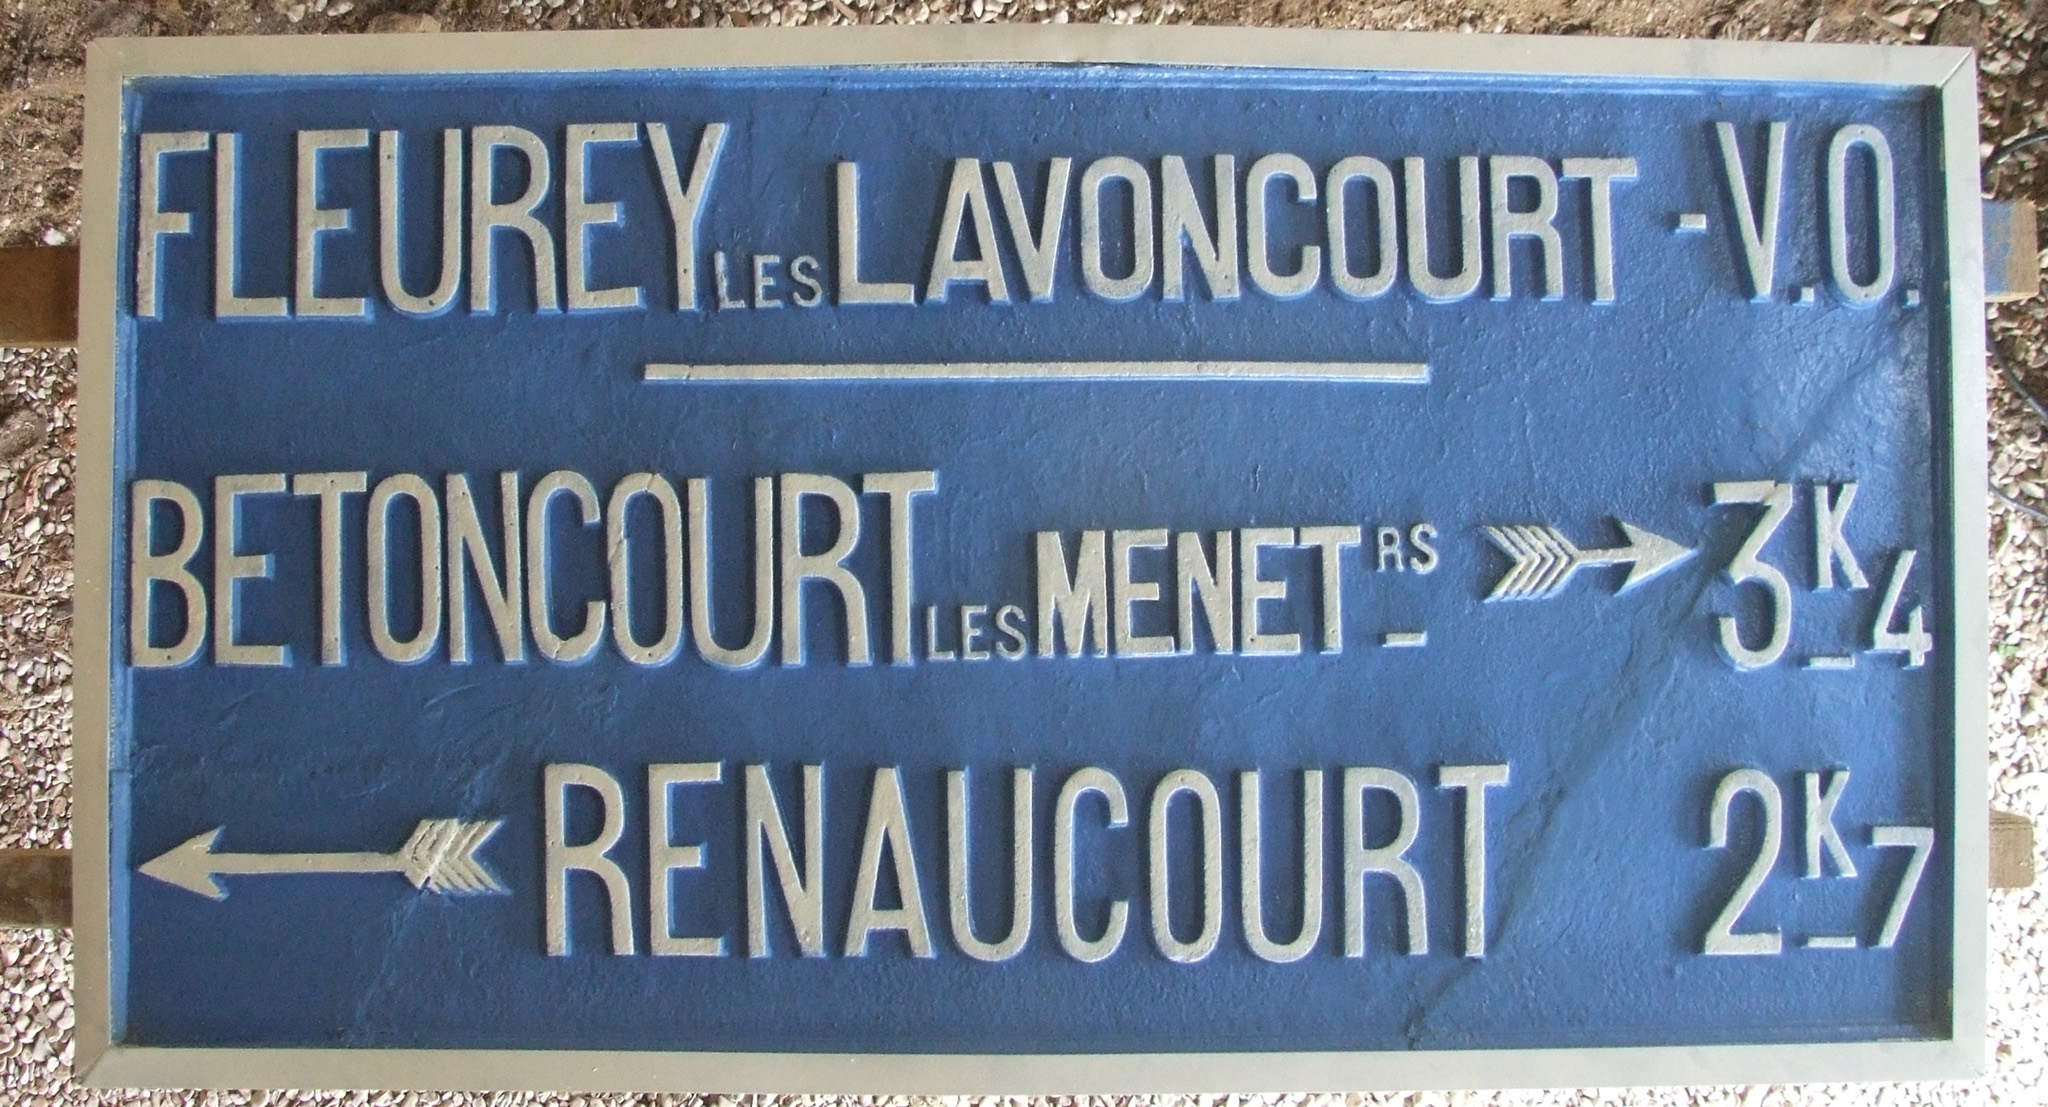 FLEUREY LES LAVONCOURT - V.O.
BETONCOURT LES MENETRS 3K4
RENAUCOURT 2K7